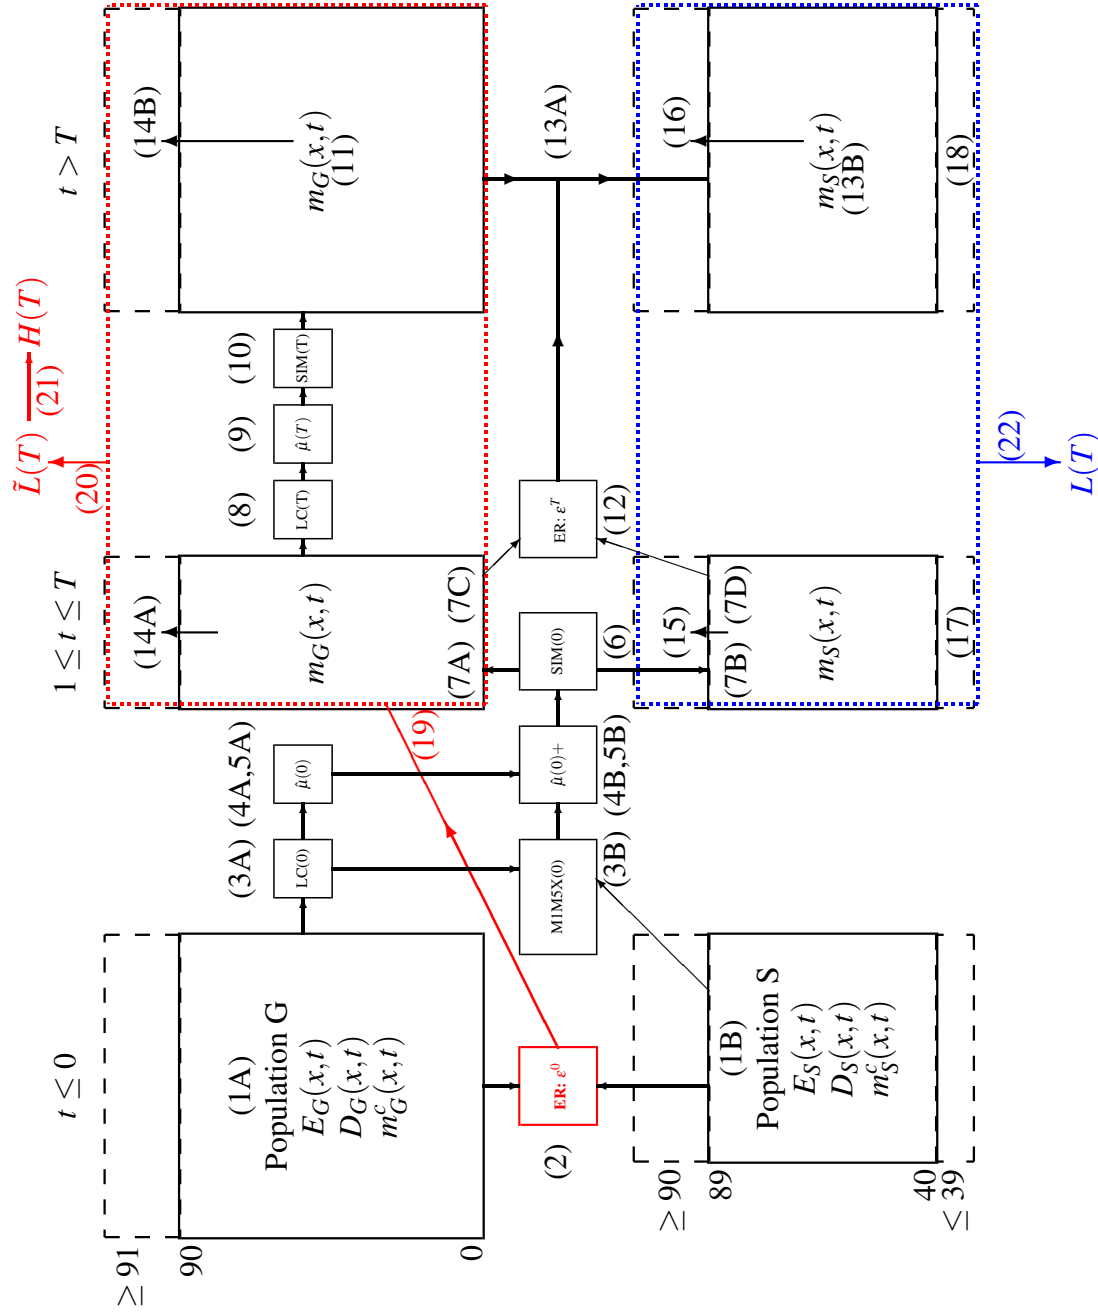 t ≤ 0
1 ≤ t ≤ T
t > T
L̃(T)
(20)
(21)
H(T)
≥ 91
90
0
(1A)
Population G
E_G(x,t)
D_G(x,t)
m^c_G(x,t)
(3A)
LC(0)
(4A,5A)
μ̂(0)
(14A)
m_G(x,t)
(7A)
(7C)
(8)
LC(T)
(9)
μ̂(T)
(10)
SIM(T)
(14B)
m_G(x,t)
(11)
(2)
ER: ε^0
(19)
M1M5X(0)
(3B)
μ̂(0)+
(4B,5B)
SIM(0)
(6)
ER: ε^T
(12)
(13A)
≥ 90
89
40
≤ 39
(1B)
Population S
E_S(x,t)
D_S(x,t)
m^c_S(x,t)
(15)
(7B)
(7D)
m_S(x,t)
(17)
(16)
m_S(x,t)
(13B)
(18)
(22)
L(T)